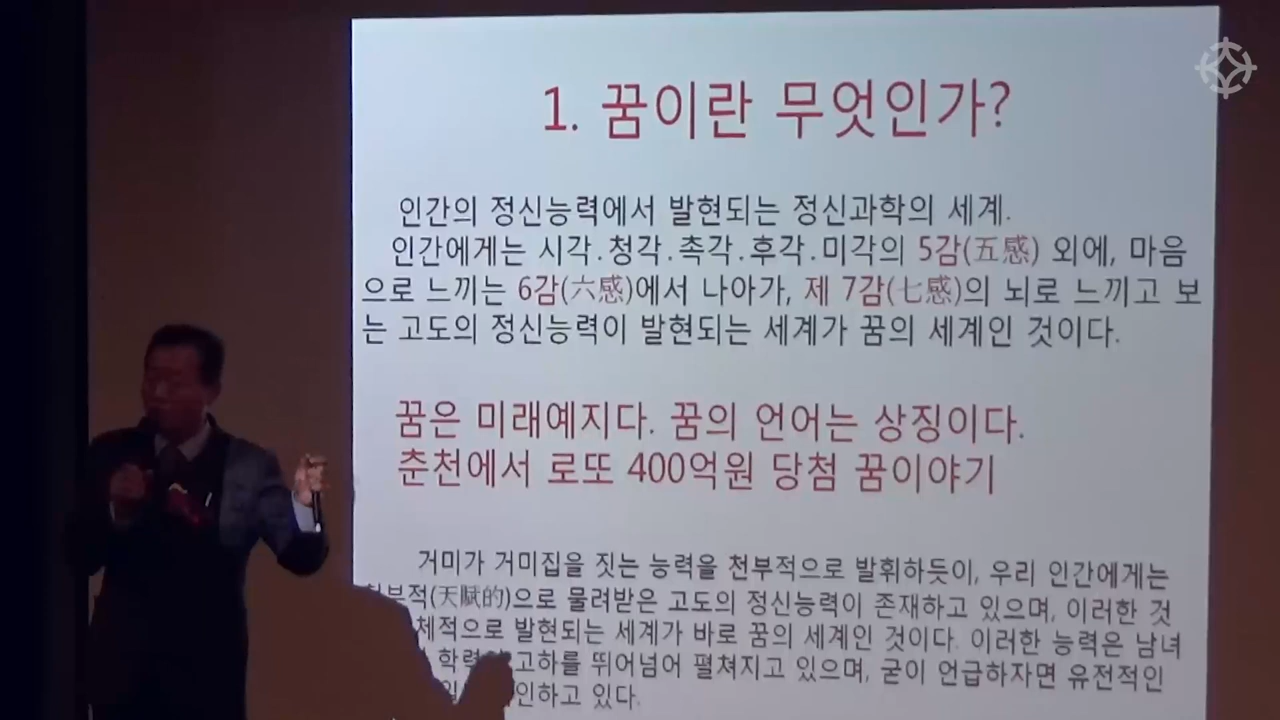 1. 꿈이란 무엇인가?
인간의 정신능력에서 발현되는 정신과학의 세계.
인간에게는 시각.청각.촉각.후각.미각의 5감(五感) 외에, 마음
으로 느끼는 6감(六感)에서 나아가, 제 7감(七感)의 뇌로 느끼고 보
는 고도의 정신능력이 발현되는 세계가 꿈의 세계인 것이다.
꿈은 미래예지다. 꿈의 언어는 상징이다.
춘천에서 로또 400억원 당첨 꿈이야기
거미가 거미집을 짓는 능력을 천부적으로 발휘하듯이, 우리 인간에게는
(天賦的)으로 물려받은 고도의 정신능력이 존재하고 있으며, 이러한 것
체적으로 발현되는 세계가 바로 꿈의 세계인 것이다. 이러한 능력은 남녀
고하를 뛰어넘어 펼쳐지고 있으며, 굳이 언급하자면 유전적인
있다.